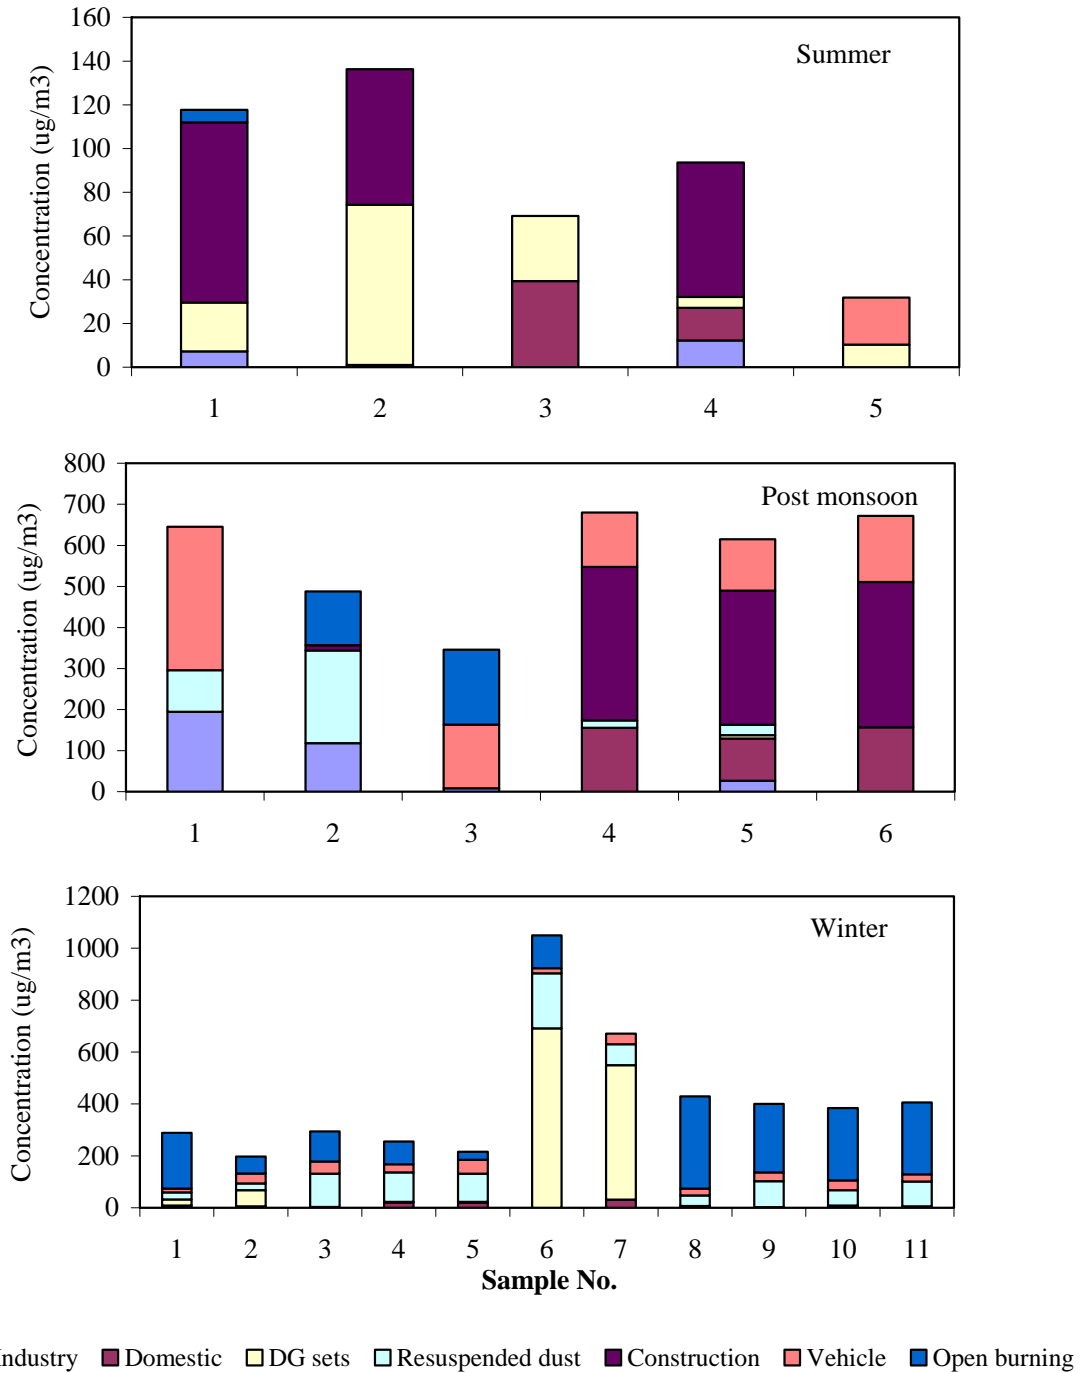 160
140
120
100
80
60
40
20
0
Concentration (ug/m3)
Summer
1 2 3 4 5
800
700
600
500
400
300
200
100
0
Concentration (ug/m3)
Post monsoon
1 2 3 4 5 6
1200
1000
800
600
400
200
0
Concentration (ug/m3)
Winter
1 2 3 4 5 6 7 8 9 10 11
Sample No.
Industry Domestic DG sets Resuspended dust Construction Vehicle Open burning